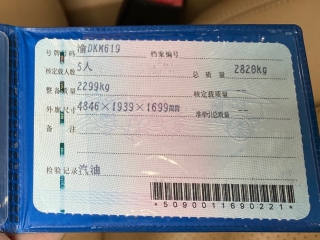 号牌号码 渝DKM619 档案编号
核定载人数 5人 总质量 2820kg
整备质量 2299kg 核定载质量 --
外廓尺寸 4846×1939×1699mm 准牵引总质量 --
备注
检验记录 汽油
*5090011690221*